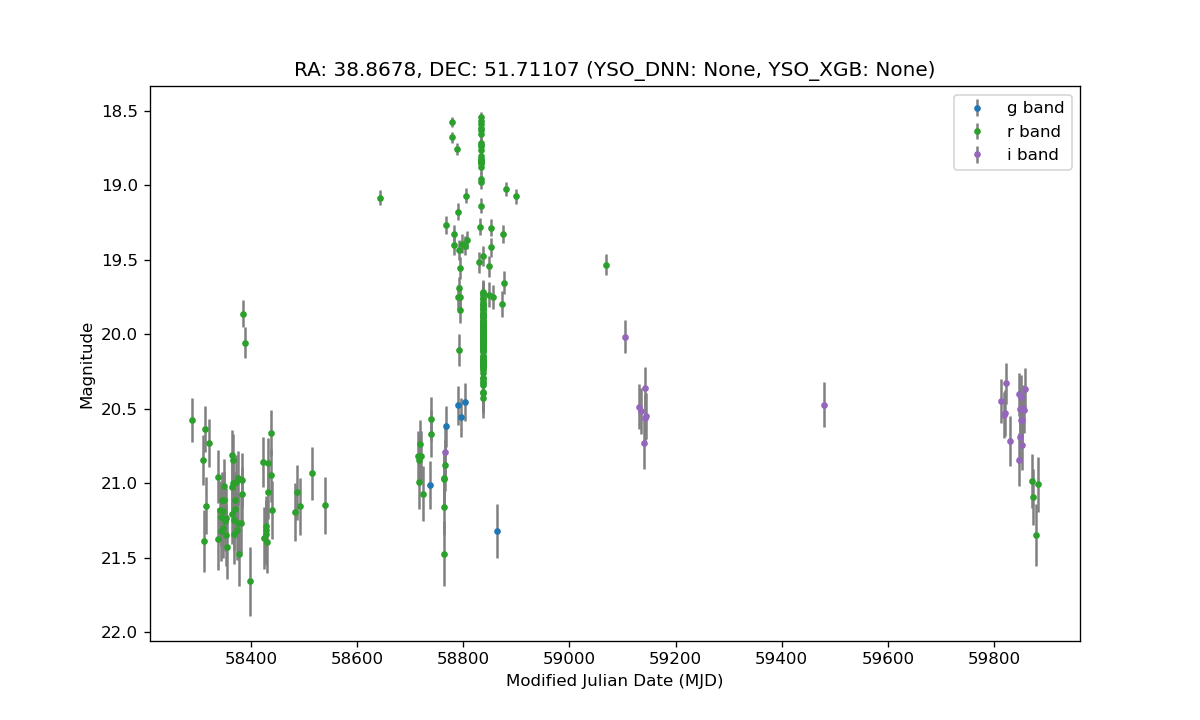 RA: 38.8678, DEC: 51.71107 (YSO_DNN: None, YSO_XGB: None)
g band
r band
i band
Magnitude
18.5
19.0
19.5
20.0
20.5
21.0
21.5
22.0
58400 58600 58800 59000 59200 59400 59600 59800
Modified Julian Date (MJD)